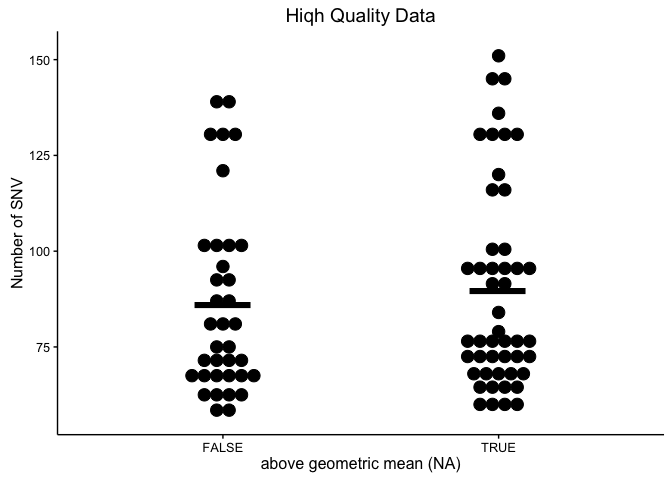 Hiqh Quality Data
150
125
100
75
Number of SNV
FALSE
TRUE
above geometric mean (NA)